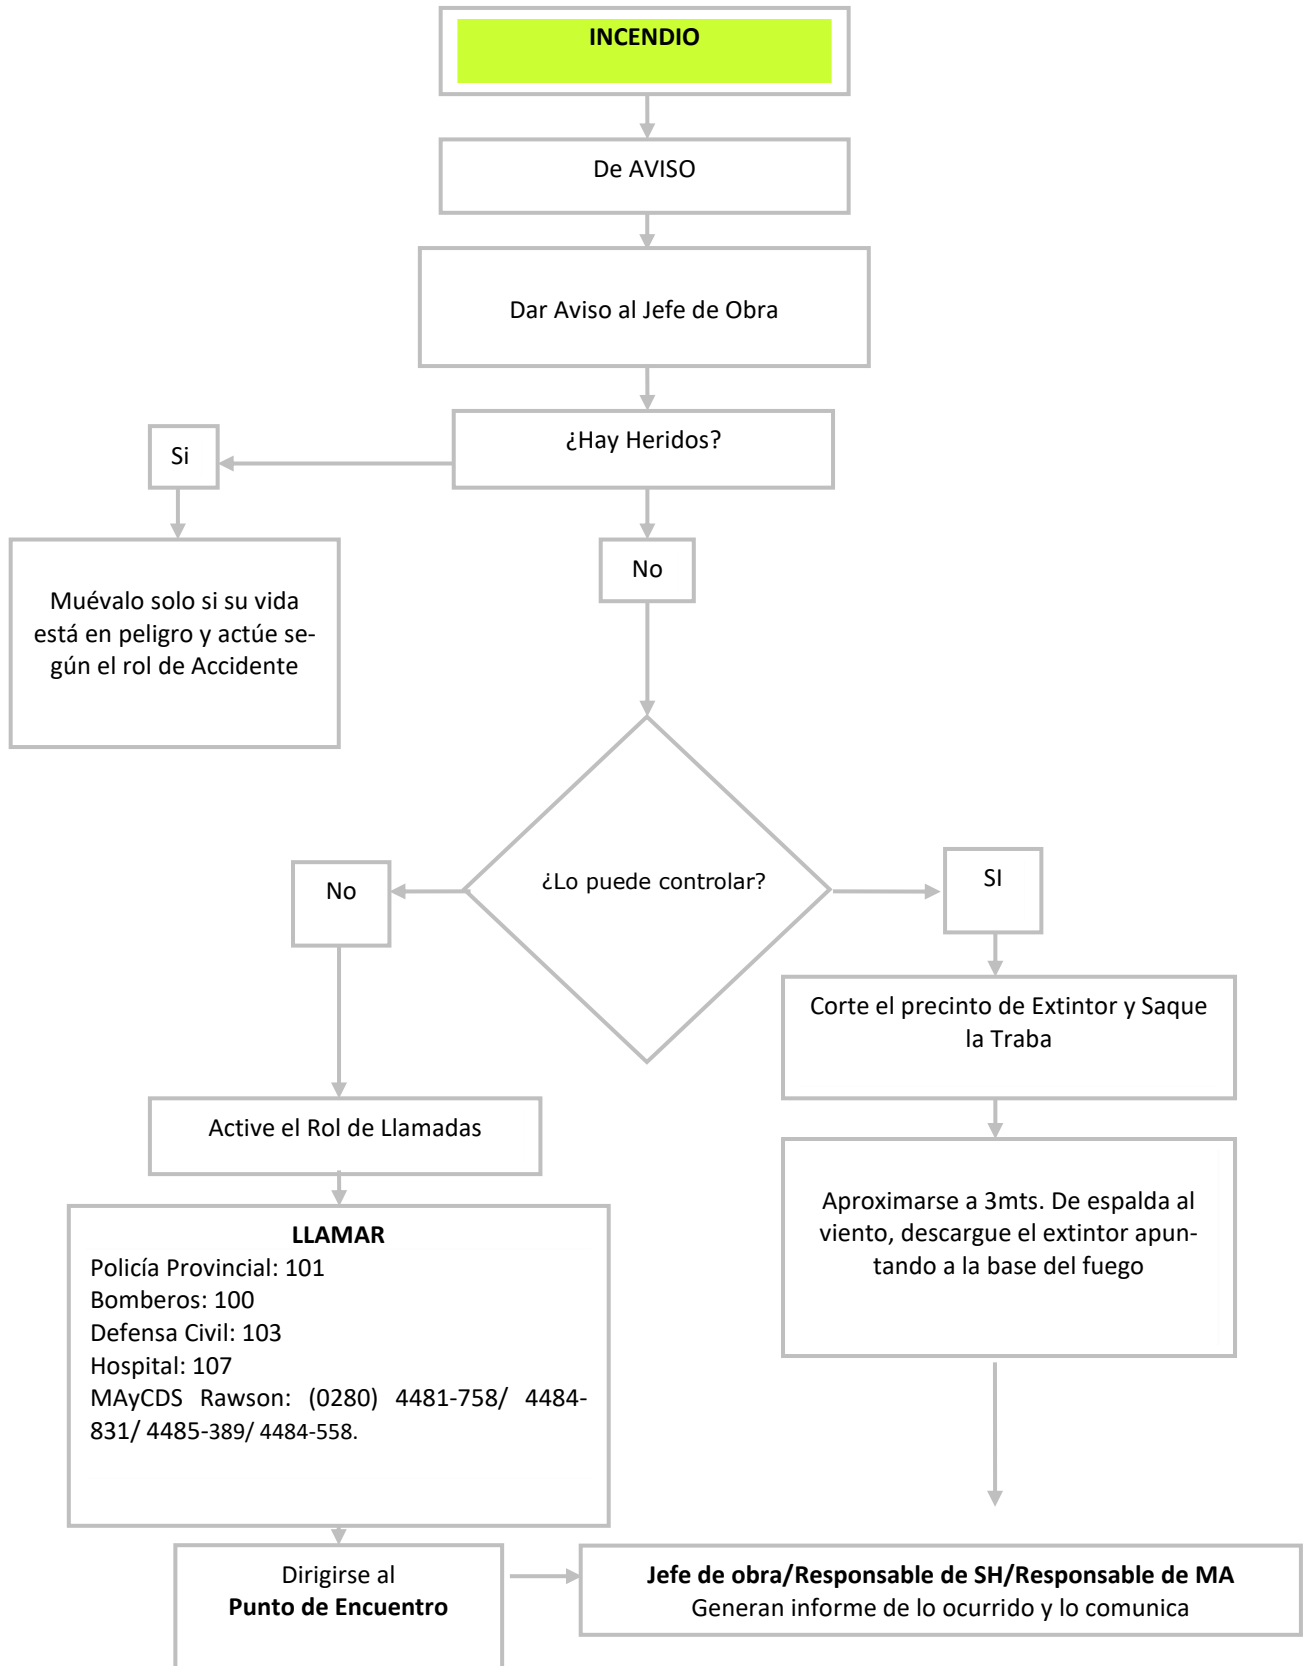 INCENDIO
De AVISO
Dar Aviso al Jefe de Obra
¿Hay Heridos?
Si
No
Muévalo solo si su vida
está en peligro y actúe se-
gún el rol de Accidente
¿Lo puede controlar?
No
SI
Corte el precinto de Extintor y Saque
la Traba
Active el Rol de Llamadas
Aproximarse a 3mts. De espalda al
viento, descargue el extintor apun-
tando a la base del fuego
LLAMAR
Policía Provincial: 101
Bomberos: 100
Defensa Civil: 103
Hospital: 107
MAyCDS Rawson: (0280) 4481-758/ 4484-
831/ 4485-389/ 4484-558.
Dirigirse al
Punto de Encuentro
Jefe de obra/Responsable de SH/Responsable de MA
Generan informe de lo ocurrido y lo comunica